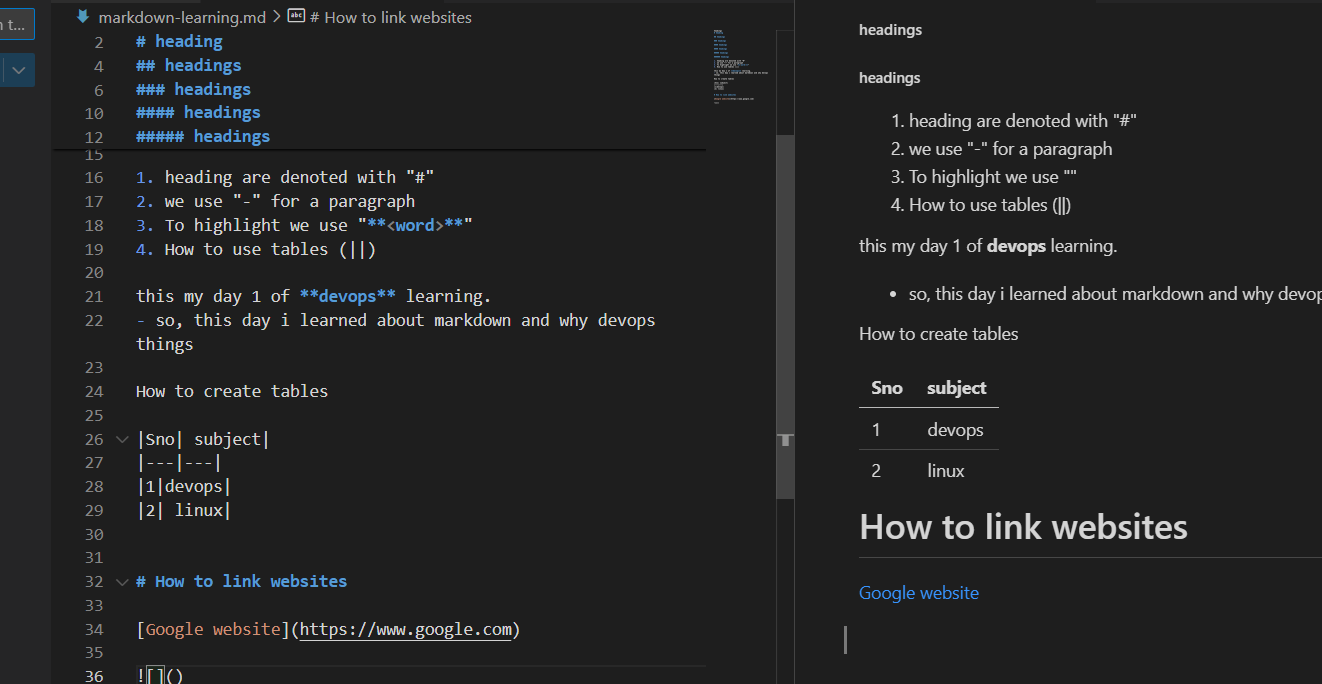 n t...
markdown-learning.md > # How to link websites
2 # heading
4 ## headings
6 ### headings
10 #### headings
12 ##### headings
15
16 1. heading are denoted with "#"
17 2. we use "-" for a paragraph
18 3. To highlight we use "**<word>**"
19 4. How to use tables (||)
20
21 this my day 1 of **devops** learning.
22 - so, this day i learned about markdown and why devops
things
23
24 How to create tables
25
26 |Sno| subject|
27 |---|---|
28 |1|devops|
29 |2| linux|
30
31
32 # How to link websites
33
34 [Google website](https://www.google.com)
35
36 ![]()
headings
headings
1. heading are denoted with "#"
2. we use "-" for a paragraph
3. To highlight we use ""
4. How to use tables (||)
this my day 1 of devops learning.
• so, this day i learned about markdown and why devop
How to create tables
Sno subject
1 devops
2 linux
How to link websites
Google website